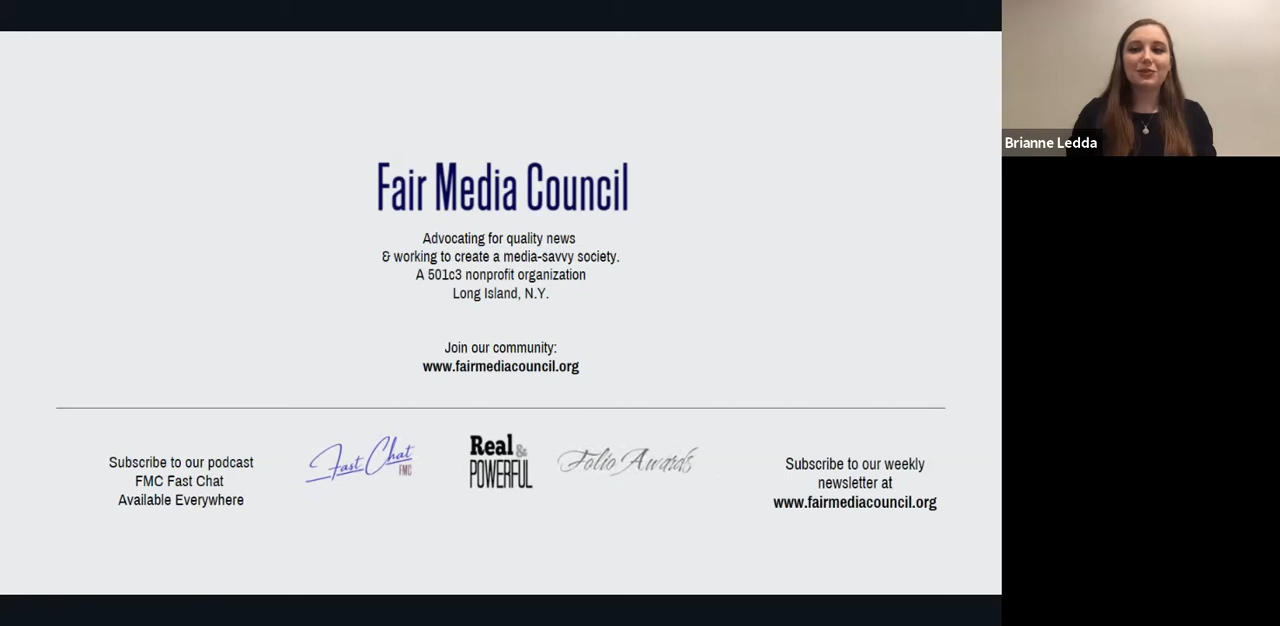 Fair Media Council
Advocating for quality news
& working to create a media-savvy society.
A 501c3 nonprofit organization
Long Island, N.Y.
Join our community:
www.fairmediacouncil.org
Subscribe to our podcast
FMC Fast Chat
Available Everywhere
Fast Chat
FMC
Real &
POWERFUL
Folio Awards
Subscribe to our weekly
newsletter at
www.fairmediacouncil.org
Brianne Ledda